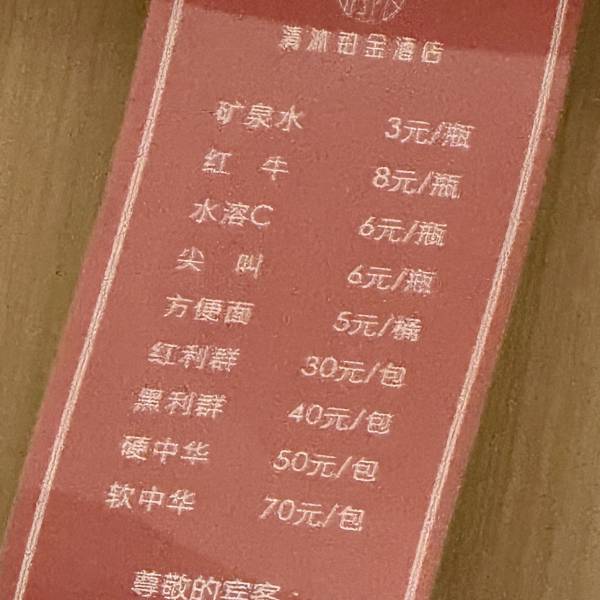 清沐铂金酒店
矿泉水 3元/瓶
红 牛 8元/瓶
水溶C 6元/瓶
尖 叫 6元/瓶
方便面 5元/桶
红利群 30元/包
黑利群 40元/包
硬中华 50元/包
软中华 70元/包
尊敬的宾客：